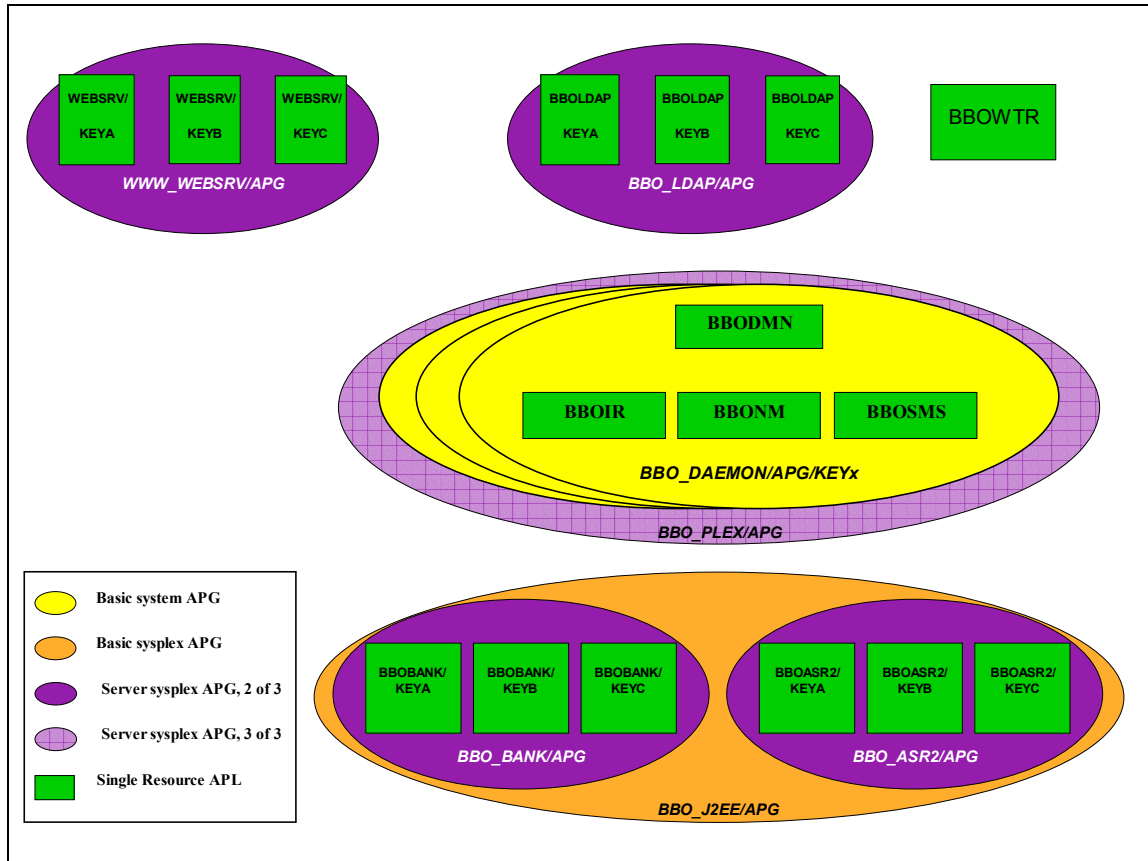 WEBSRV/
KEYA
WEBSRV/
KEYB
WEBSRV/
KEYC
WWW_WEBSRV/APG
BBOLDAP
KEYA
BBOLDAP
KEYB
BBOLDAP
KEYC
BBO_LDAP/APG
BBOWTR
BBODMN
BBOIR
BBONM
BBOSMS
BBO_DAEMON/APG/KEYx
BBO_PLEX/APG
Basic system APG
Basic sysplex APG
Server sysplex APG, 2 of 3
Server sysplex APG, 3 of 3
Single Resource APL
BBOBANK/
KEYA
BBOBANK/
KEYB
BBOBANK/
KEYC
BBO_BANK/APG
BBOASR2/
KEYA
BBOASR2/
KEYB
BBOASR2/
KEYC
BBO_ASR2/APG
BBO_J2EE/APG